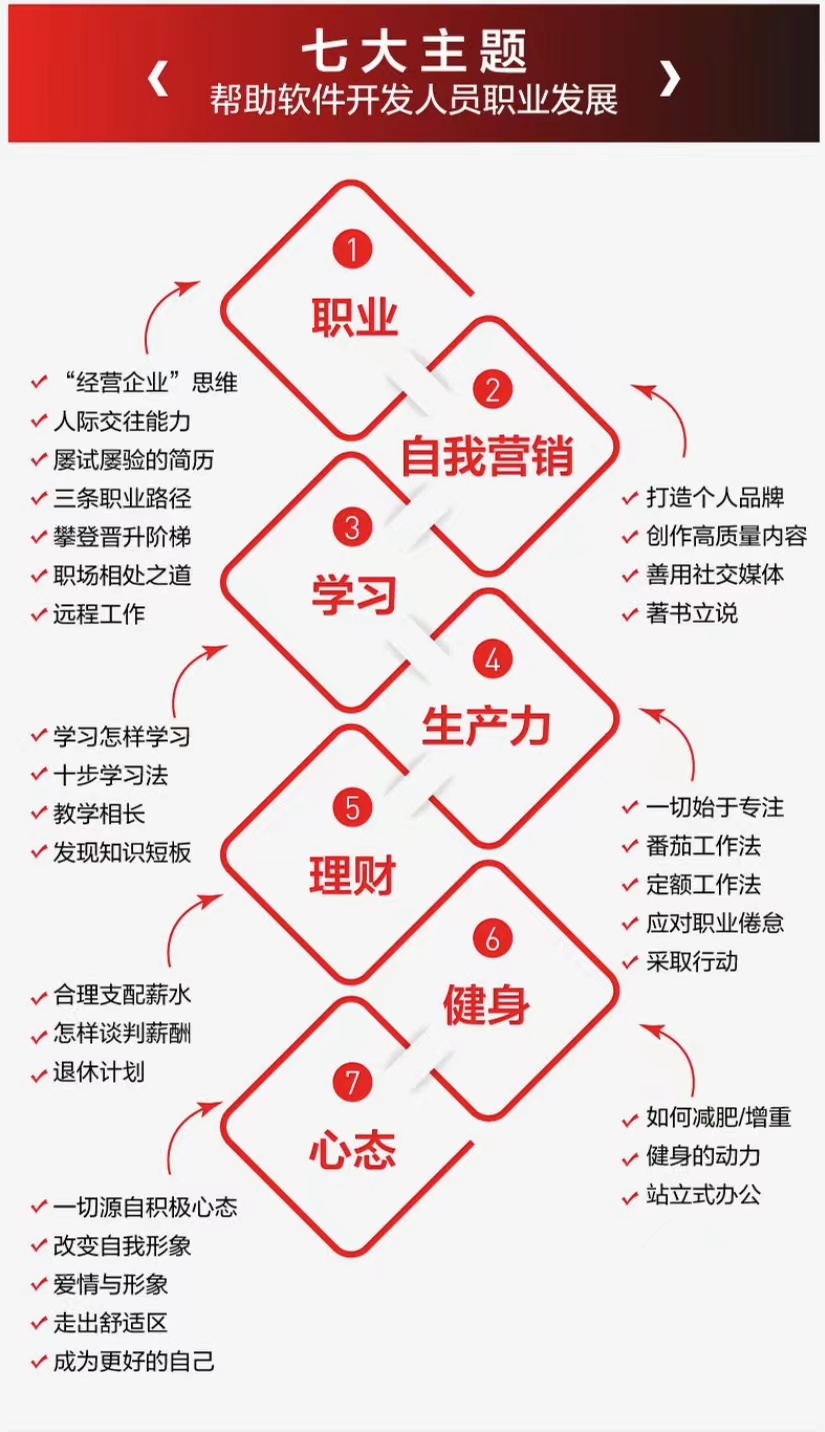 七大主题
帮助软件开发人员职业发展
1
职业
“经营企业”思维
人际交往能力
屡试屡验的简历
三条职业路径
攀登晋升阶梯
职场相处之道
远程工作
2
自我营销
打造个人品牌
创作高质量内容
善用社交媒体
著书立说
3
学习
学习怎样学习
十步学习法
教学相长
发现知识短板
4
生产力
一切始于专注
番茄工作法
定额工作法
应对职业倦怠
采取行动
5
理财
合理支配薪水
怎样谈判薪酬
退休计划
6
健身
如何减肥/增重
健身的动力
站立式办公
7
心态
一切源自积极心态
改变自我形象
爱情与形象
走出舒适区
成为更好的自己